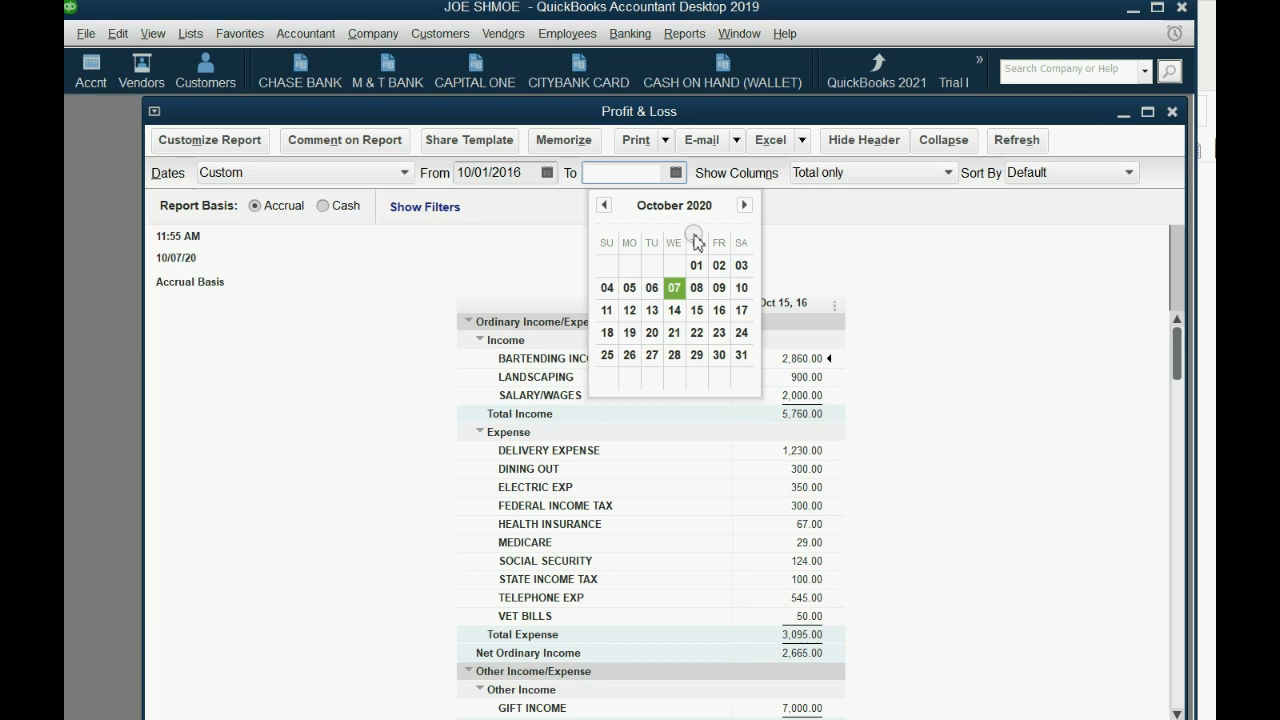 JOE SHMOE - QuickBooks Accountant Desktop 2019
File Edit View Lists Favorites Accountant Company Customers Vendors Employees Banking Reports Window Help
Accnt Vendors Customers CHASE BANK M & T BANK CAPITAL ONE CITYBANK CARD CASH ON HAND (WALLET) QuickBooks 2021 Trial I » Search Company or Help
Profit & Loss
Customize Report Comment on Report Share Template Memorize Print E-mail Excel Hide Header Collapse Refresh
Dates Custom From 10/01/2016 To Show Columns Total only Sort By Default
Report Basis: Accrual Cash Show Filters
October 2020
SU MO TU WE FR SA
01 02 03
04 05 06 07 08 09 10
11 12 13 14 15 16 17
18 19 20 21 22 23 24
25 26 27 28 29 30 31
11:55 AM
10/07/20
Accrual Basis
Oct 15, 16
Ordinary Income/Expe
Income
BARTENDING INC 2,860.00
LANDSCAPING 900.00
SALARY/WAGES 2,000.00
Total Income 5,760.00
Expense
DELIVERY EXPENSE 1,230.00
DINING OUT 300.00
ELECTRIC EXP 350.00
FEDERAL INCOME TAX 300.00
HEALTH INSURANCE 67.00
MEDICARE 29.00
SOCIAL SECURITY 124.00
STATE INCOME TAX 100.00
TELEPHONE EXP 545.00
VET BILLS 50.00
Total Expense 3,095.00
Net Ordinary Income 2,665.00
Other Income/Expense
Other Income
GIFT INCOME 7,000.00